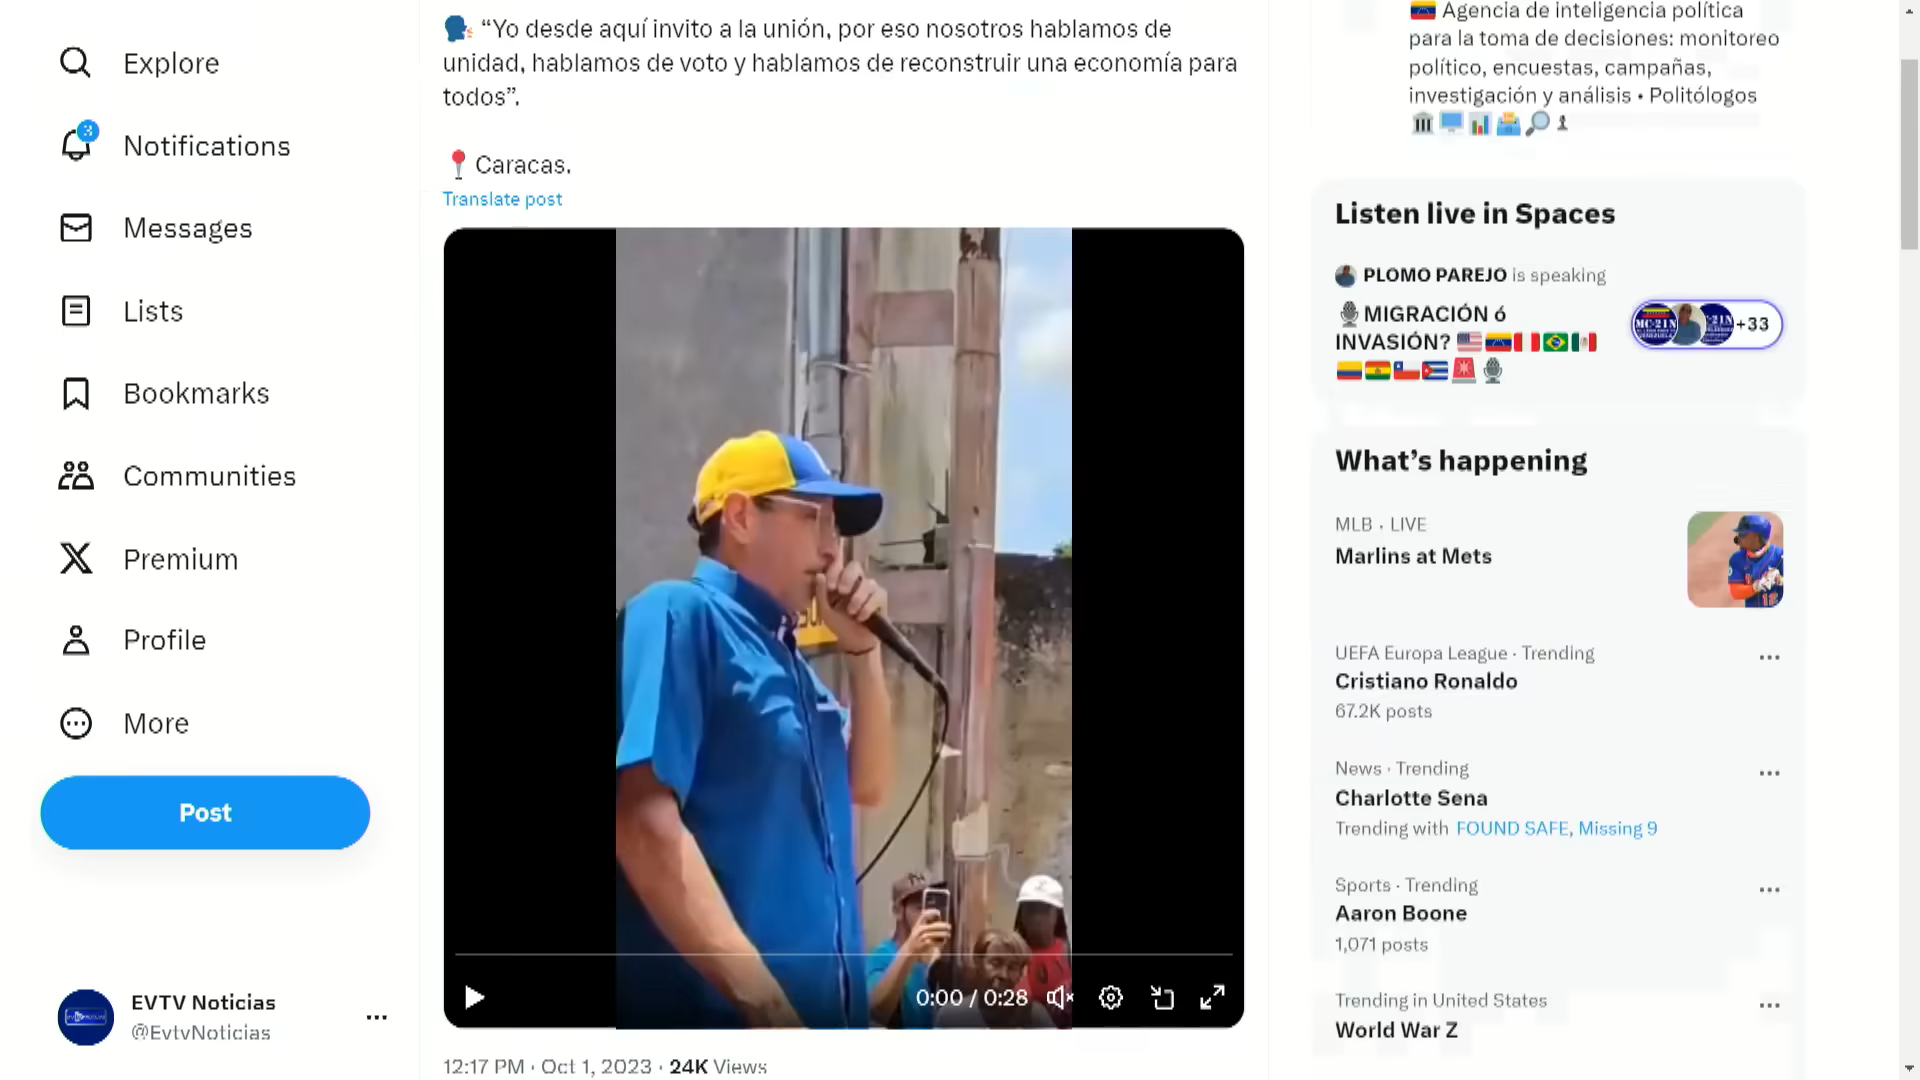 Explore
3
Notifications
Messages
Lists
Bookmarks
Communities
Premium
Profile
More
Post
EVTV Noticias
@EvtvNoticias
“Yo desde aquí invito a la unión, por eso nosotros hablamos de
unidad, hablamos de voto y hablamos de reconstruir una economía para
todos”.
Caracas.
Translate post
0:00 / 0:28
12:17 PM · Oct 1, 2023 · 24K Views
Agencia de inteligencia política
para la toma de decisiones: monitoreo
político, encuestas, campañas,
investigación y análisis • Politólogos
Listen live in Spaces
PLOMO PAREJO is speaking
MIGRACIÓN ó
INVASIÓN?
MC-21N
+33
What’s happening
MLB · LIVE
Marlins at Mets
UEFA Europa League · Trending
Cristiano Ronaldo
67.2K posts
News · Trending
Charlotte Sena
Trending with FOUND SAFE, Missing 9
Sports · Trending
Aaron Boone
1,071 posts
Trending in United States
World War Z